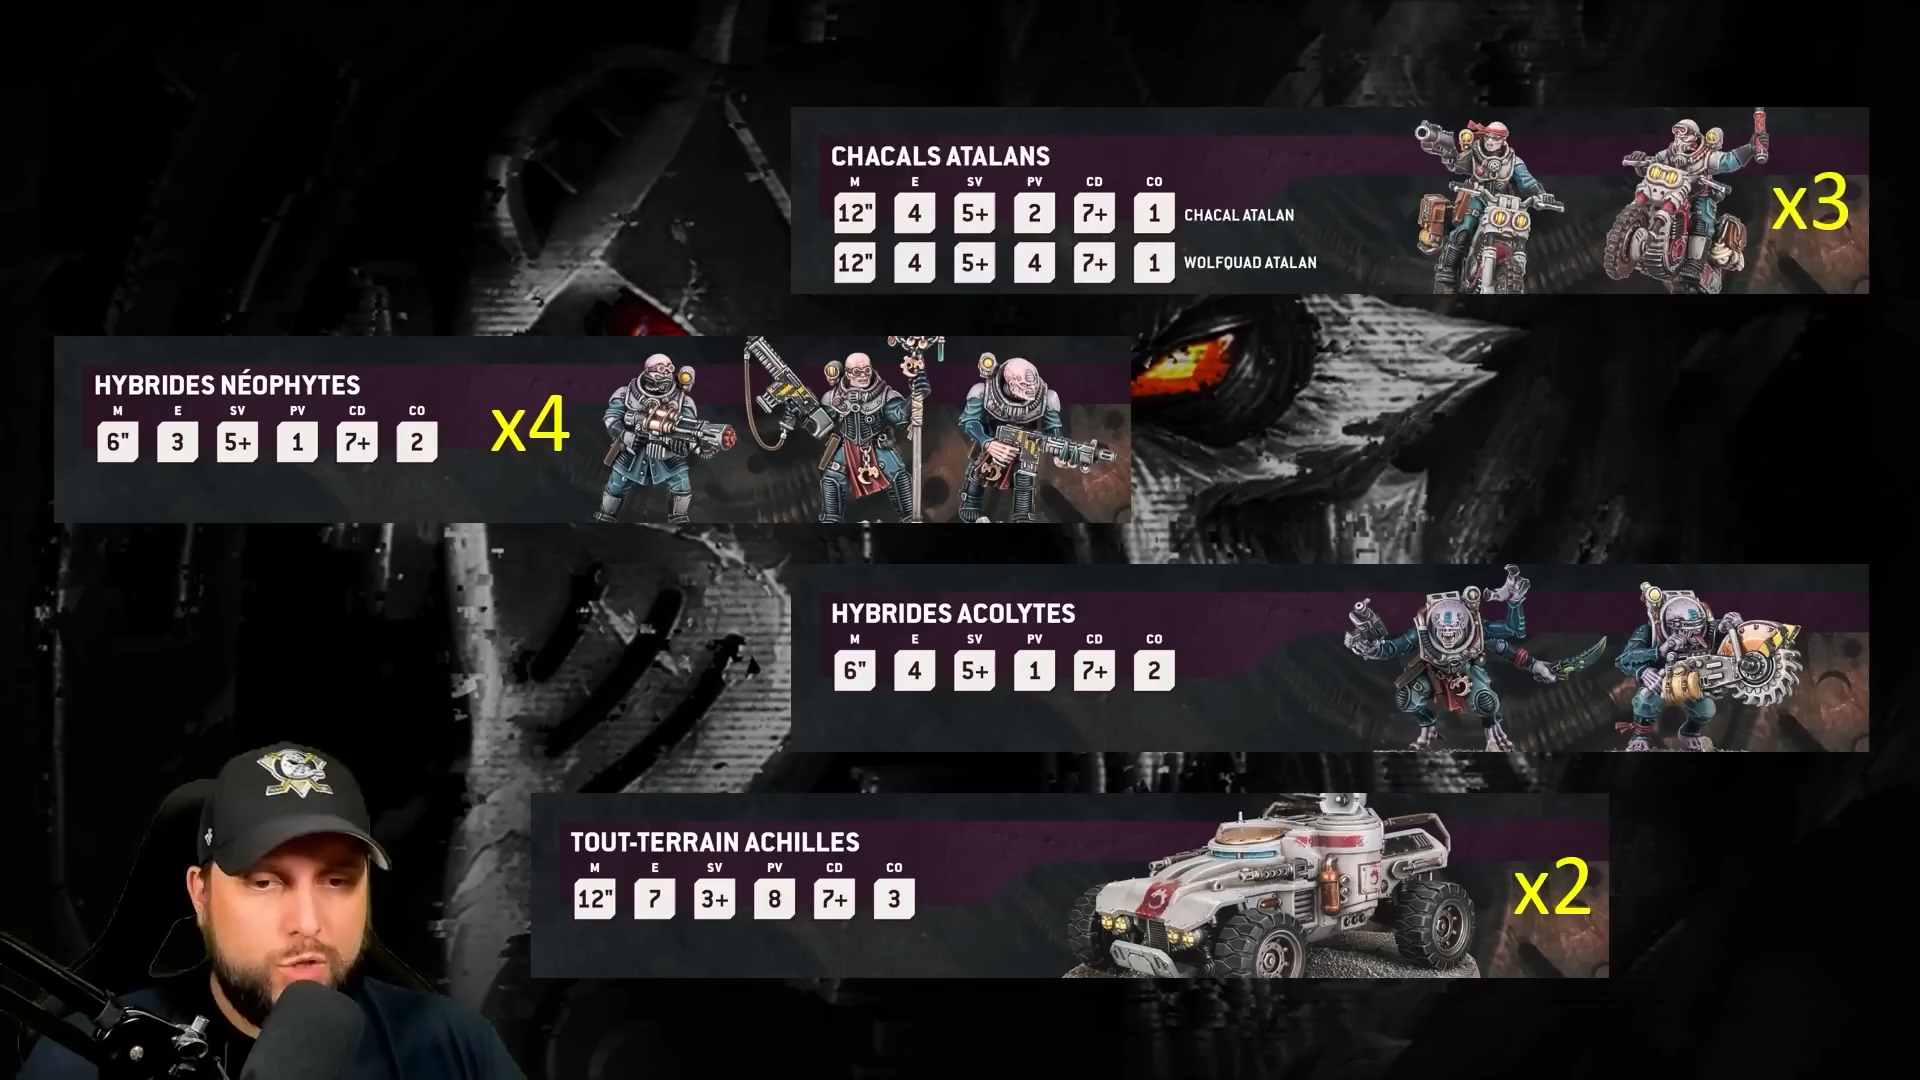 CHACALS ATALANS
M E SV PV CD CO
12" 4 5+ 2 7+ 1 CHACAL ATALAN
12" 4 5+ 4 7+ 1 WOLFQUAD ATALAN
x3
HYBRIDES NÉOPHYTES
M E SV PV CD CO
6" 3 5+ 1 7+ 2
x4
HYBRIDES ACOLYTES
M E SV PV CD CO
6" 4 5+ 1 7+ 2
TOUT-TERRAIN ACHILLES
M E SV PV CD CO
12" 7 3+ 8 7+ 3
x2